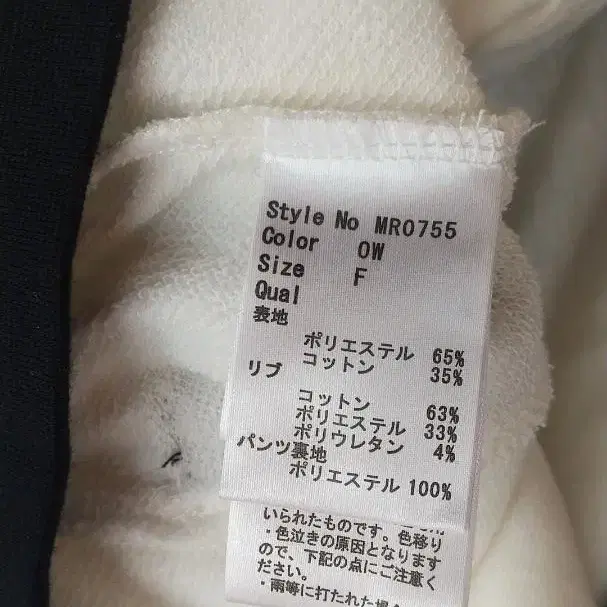 Style No MR0755
Color OW
Size F
Qual
表地
ポリエステル 65%
コットン 35%
リブ
コットン 63%
ポリエステル 33%
ポリウレタン 4%
パンツ裏地
ポリエステル 100%
いられたものです。色移り
・色泣きの原因となります
ので、下記の点にご注意く
ださい。
・雨等に打たれた場合